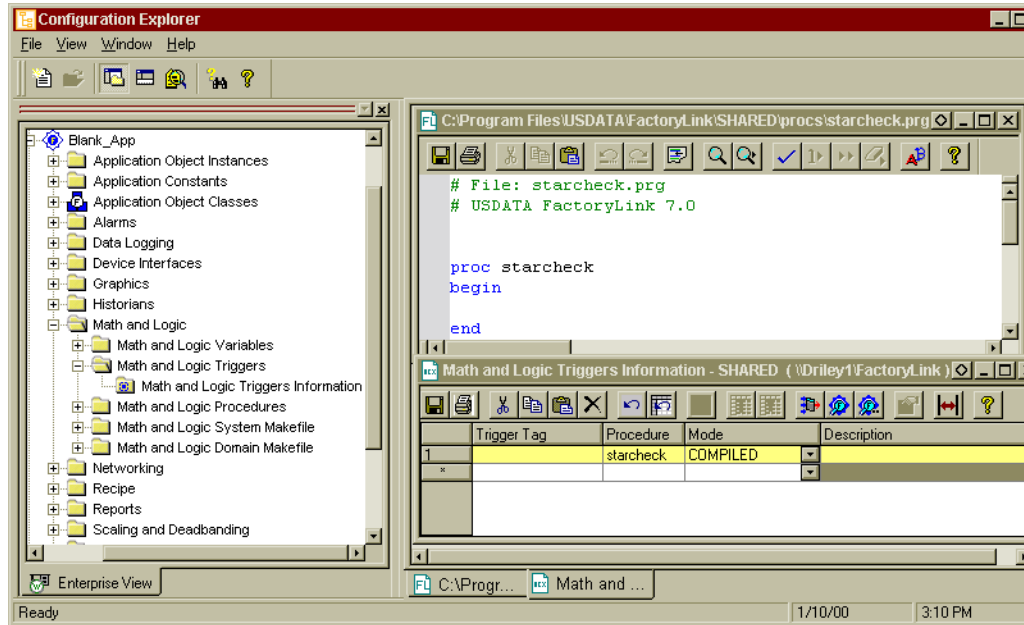 Configuration Explorer
File View Window Help
Blank_App
Application Object Instances
Application Constants
Application Object Classes
Alarms
Data Logging
Device Interfaces
Graphics
Historians
Math and Logic
Math and Logic Variables
Math and Logic Triggers
Math and Logic Triggers Information
Math and Logic Procedures
Math and Logic System Makefile
Math and Logic Domain Makefile
Networking
Recipe
Reports
Scaling and Deadbanding
Enterprise View
C:\Program Files\USDATA\FactoryLink\SHARED\procs\starcheck.prg
# File: starcheck.prg
# USDATA FactoryLink 7.0
proc starcheck
begin
end
Math and Logic Triggers Information - SHARED ( \\Driley1\FactoryLink )
Trigger Tag Procedure Mode Description
1 starcheck COMPILED
*
C:\Progr... Math and ...
Ready 1/10/00 3:10 PM